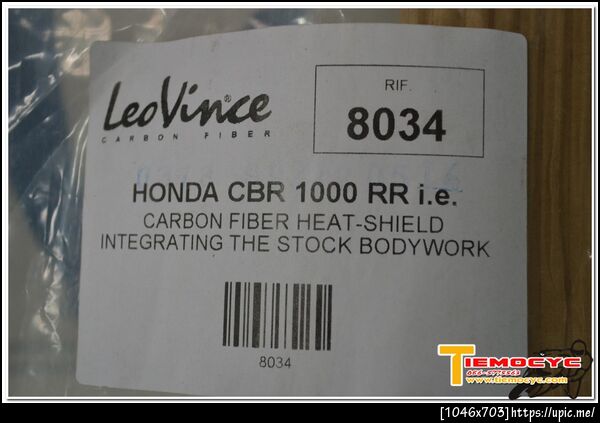 LeoVince®
CARBON FIBER
RIF.
8034
HONDA CBR 1000 RR i.e.
CARBON FIBER HEAT-SHIELD
INTEGRATING THE STOCK BODYWORK
8034
TIEMOCYC
www.tiemocyc.com
[1046x703]https://upic.me/